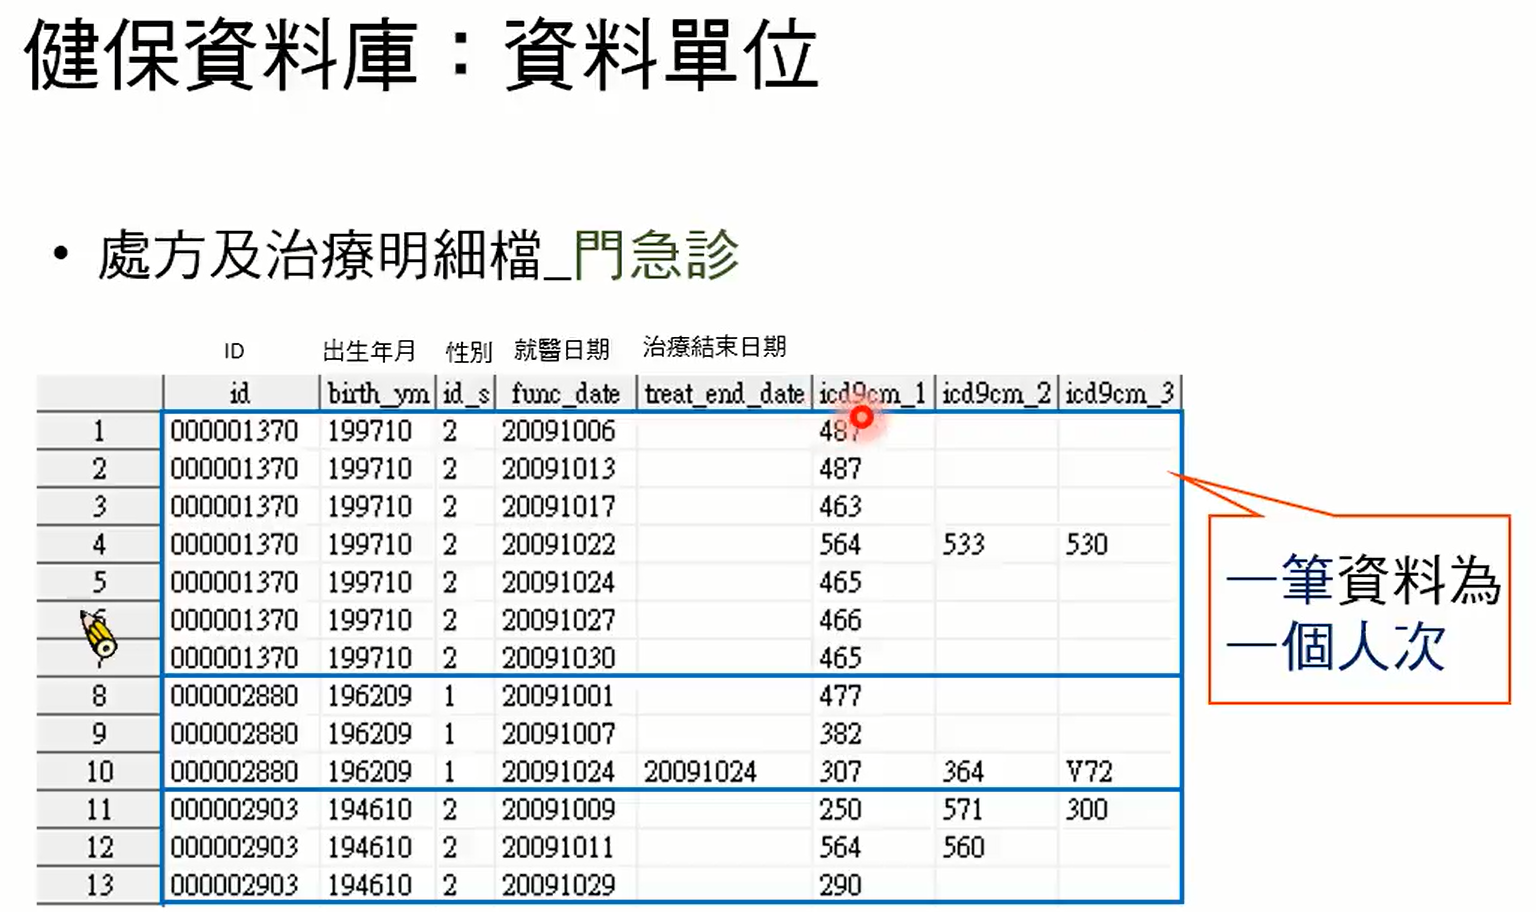 健保資料庫：資料單位
• 處方及治療明細檔_門急診
ID 出生年月 性別 就醫日期 治療結束日期
id birth_ym id_s func_date treat_end_date icd9cm_1 icd9cm_2 icd9cm_3
1 000001370 199710 2 20091006 487
2 000001370 199710 2 20091013 487
3 000001370 199710 2 20091017 463
4 000001370 199710 2 20091022 564 533 530
5 000001370 199710 2 20091024 465
000001370 199710 2 20091027 466
000001370 199710 2 20091030 465
8 000002880 196209 1 20091001 477
9 000002880 196209 1 20091007 382
10 000002880 196209 1 20091024 20091024 307 364 V72
11 000002903 194610 2 20091009 250 571 300
12 000002903 194610 2 20091011 564 560
13 000002903 194610 2 20091029 290
一筆資料為
一個人次